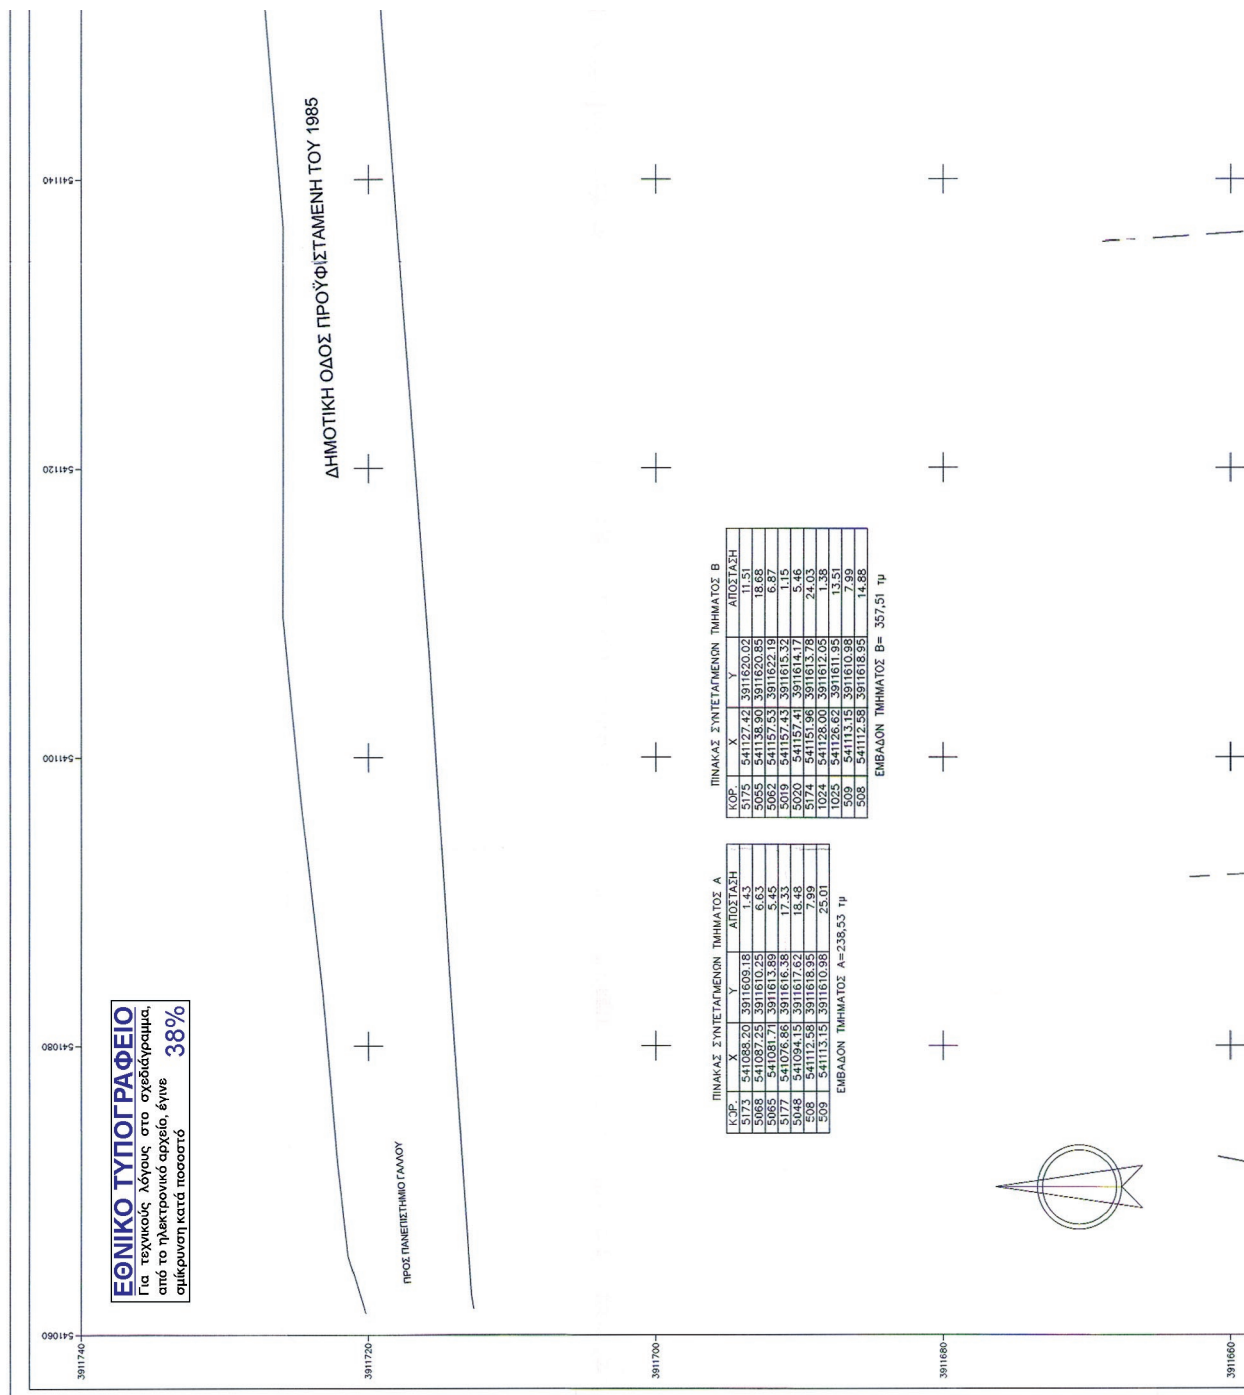 ΕΘΝΙΚΟ ΤΥΠΟΓΡΑΦΕΙΟ
Για τεχνικούς λόγους στο σχεδιάγραμμα,
από το ηλεκτρονικό αρχείο, έγινε
σμίκρυνση κατά ποσοστό 38%
ΔΗΜΟΤΙΚΗ ΟΔΟΣ ΠΡΟΫΦΙΣΤΑΜΕΝΗ ΤΟΥ 1985
ΠΡΟΣ ΠΑΝΕΠΙΣΤΗΜΙΟ ΓΑΛΛΟΥ
541060
541080
541100
541120
541140
3911740
3911720
3911700
3911680
3911660
ΠΙΝΑΚΑΣ ΣΥΝΤΕΤΑΓΜΕΝΩΝ ΤΜΗΜΑΤΟΣ Α
ΚΟΡ. Χ Υ ΑΠΟΣΤΑΣΗ
5173 541088.20 3911609.18 1.43
5068 541087.25 3911610.25 6.63
5065 541081.71 3911613.89 5.45
5177 541076.86 3911616.38 17.33
5048 541094.15 3911617.62 18.48
508 541112.58 3911618.95 7.99
509 541113.15 3911610.98 25.01
ΕΜΒΑΔΟΝ ΤΜΗΜΑΤΟΣ Α=238,53 τμ
ΠΙΝΑΚΑΣ ΣΥΝΤΕΤΑΓΜΕΝΩΝ ΤΜΗΜΑΤΟΣ Β
ΚΟΡ. Χ Υ ΑΠΟΣΤΑΣΗ
5175 541127.42 3911620.02 11.51
5055 541138.90 3911620.85 18.68
5062 541157.53 3911622.19 6.87
5019 541157.43 3911615.32 1.15
5020 541157.41 3911614.17 5.46
5174 541151.96 3911613.78 24.03
1024 541128.00 3911612.05 1.38
1025 541126.62 3911611.95 13.51
509 541113.15 3911610.98 7.99
508 541112.58 3911618.95 14.88
ΕΜΒΑΔΟΝ ΤΜΗΜΑΤΟΣ Β= 357,51 τμ